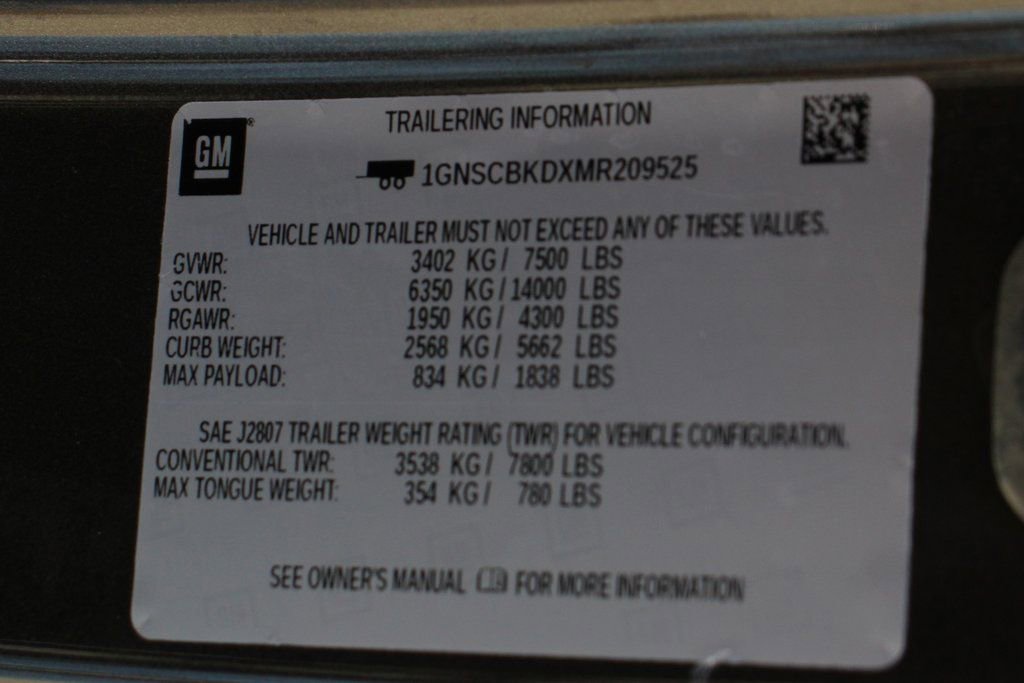 GM®
TRAILERING INFORMATION
1GNSCBKDXMR209525
VEHICLE AND TRAILER MUST NOT EXCEED ANY OF THESE VALUES.
GVWR: 3402 KG/ 7500 LBS
GCWR: 6350 KG/14000 LBS
RGAWR: 1950 KG/ 4300 LBS
CURB WEIGHT: 2568 KG/ 5662 LBS
MAX PAYLOAD: 834 KG/ 1838 LBS
SAE J2807 TRAILER WEIGHT RATING (TWR) FOR VEHICLE CONFIGURATION.
CONVENTIONAL TWR: 3538 KG/ 7800 LBS
MAX TONGUE WEIGHT: 354 KG/ 780 LBS
SEE OWNER'S MANUAL FOR MORE INFORMATION